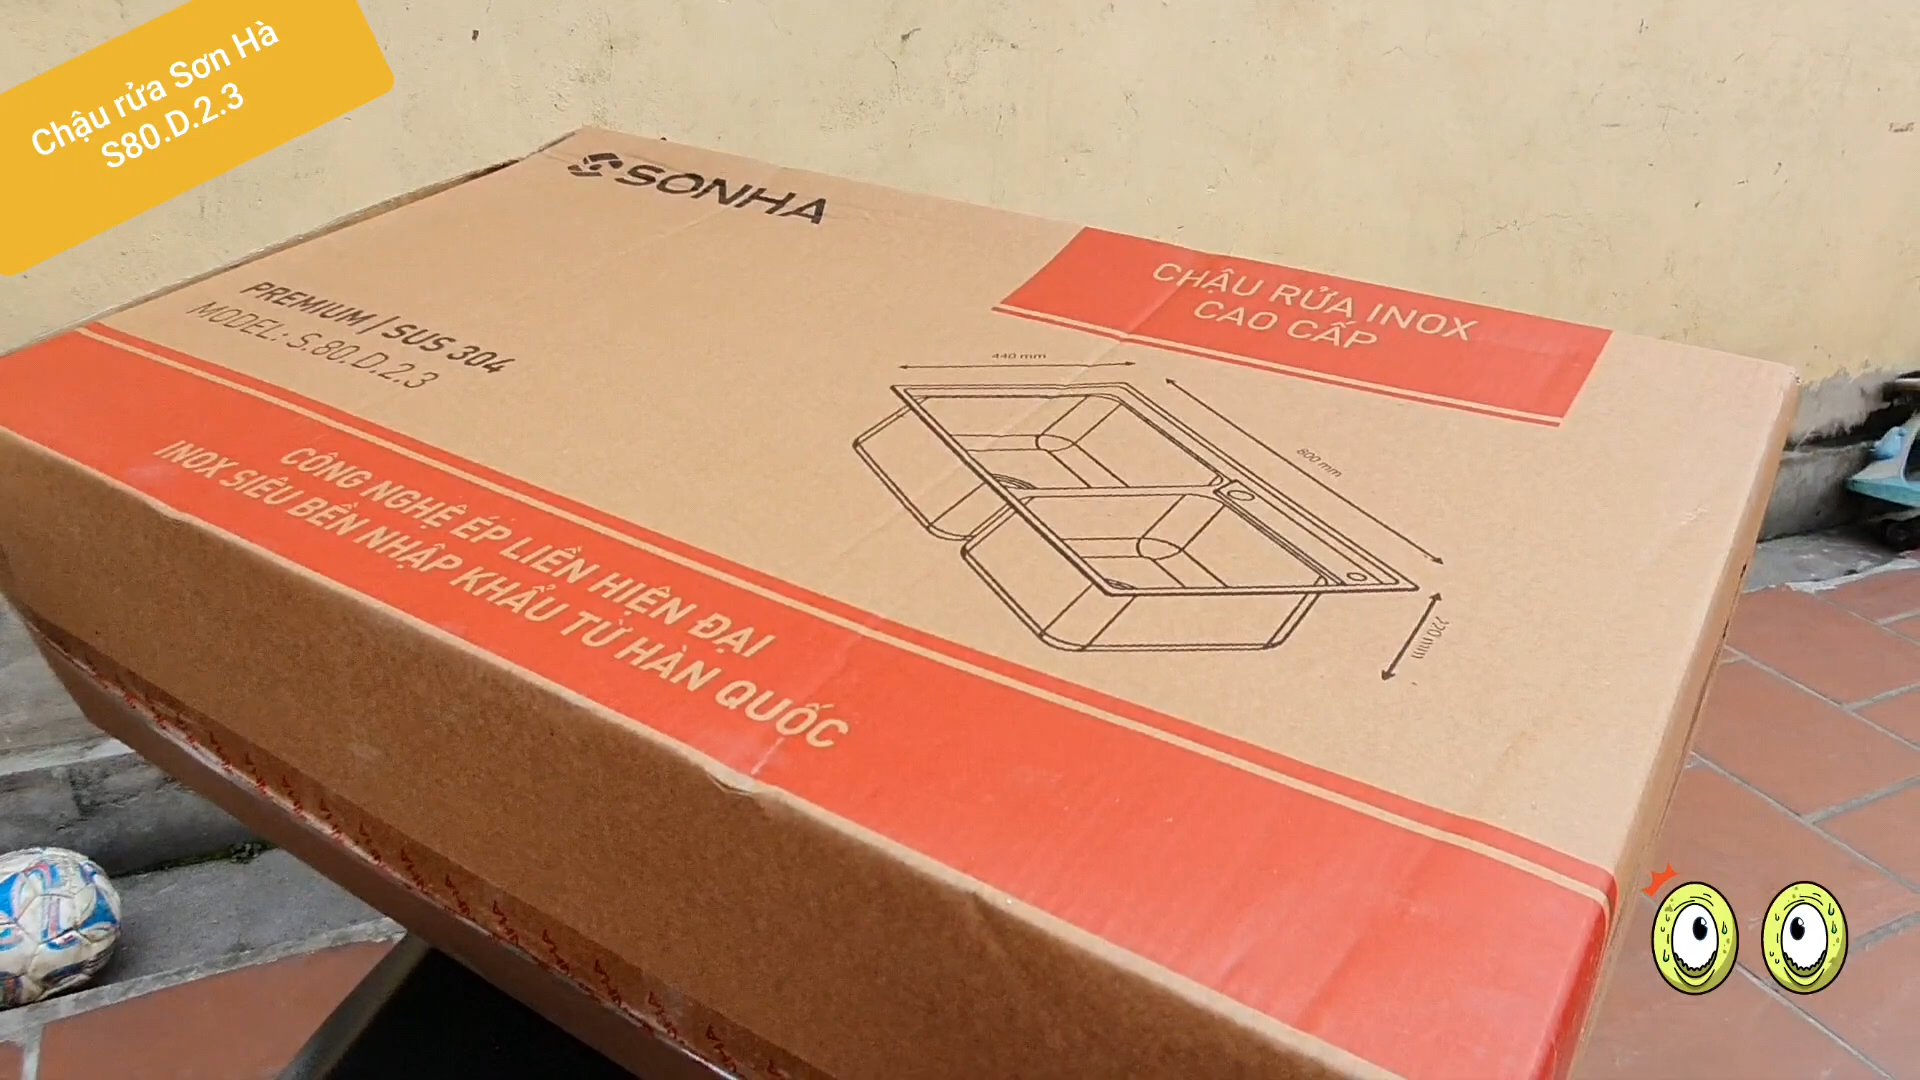 Chậu rửa Sơn Hà
S80.D.2.3
SONHA
CHẬU RỬA INOX
CAO CẤP
PREMIUM | SUS 304
MODEL: S.80.D.2.3
440 mm
800 mm
220mm
CÔNG NGHỆ ÉP LIỀN HIỆN ĐẠI
INOX SIÊU BỀN NHẬP KHẨU TỪ HÀN QUỐC